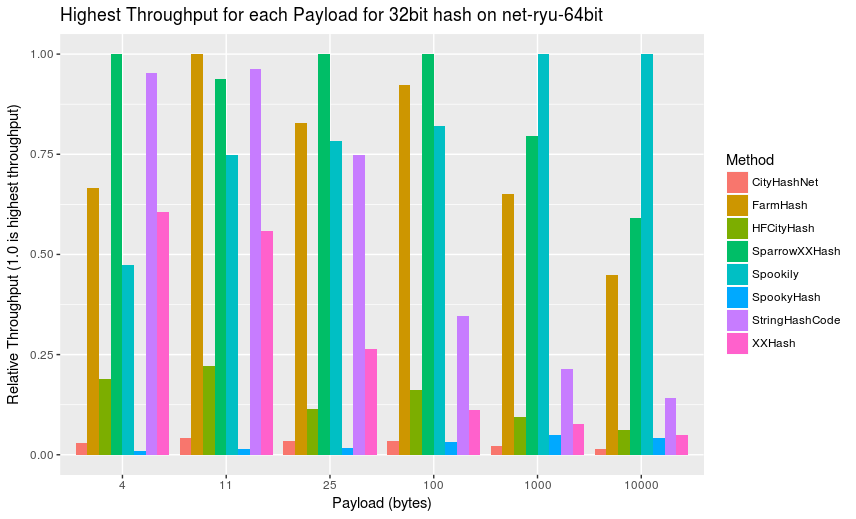 Highest Throughput for each Payload for 32bit hash on net-ryu-64bit
Relative Throughput (1.0 is highest throughput)
1.00
0.75
0.50
0.25
0.00
4 11 25 100 1000 10000
Payload (bytes)
Method
CityHashNet
FarmHash
HFCityHash
SparrowXXHash
Spookily
SpookyHash
StringHashCode
XXHash